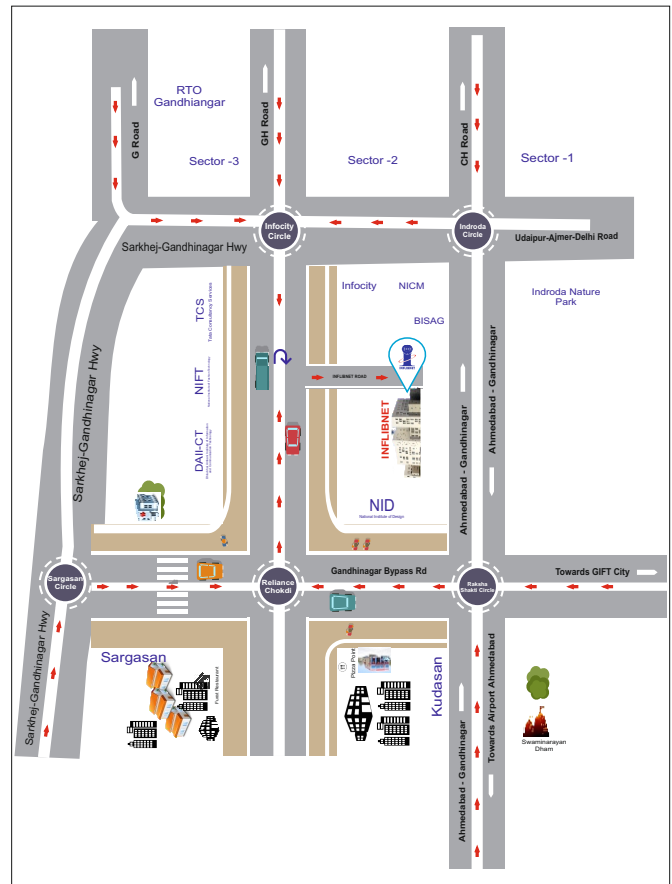 RTO
Gandhiangar
G Road
GH Road
CH Road
Sector -3
Sector -2
Sector -1
Infocity
Circle
Indroda
Circle
Udaipur-Ajmer-Delhi Road
Sarkhej-Gandhinagar Hwy
Sarkhej-Gandhinagar Hwy
TCS
Tata Consultancy Services
NIFT
DAII-CT
Infocity
NICM
BISAG
Indroda Nature
Park
INFLIBNET
INFLIBNET ROAD
INFLIBNET
NID
National Institute of Design
Ahmedabad - Gandhinagar
Ahmedabad - Gandhinagar
Sargasan
Circle
Reliance
Chokdi
Gandhinagar Bypass Rd
Raksha
Shakti Circle
Towards GIFT City
Sarkhej-Gandhinagar Hwy
Sargasan
Pizza Point
Kudasan
Ahmedabad - Gandhinagar
Towards Airport Ahmedabad
Swaminarayan
Dham